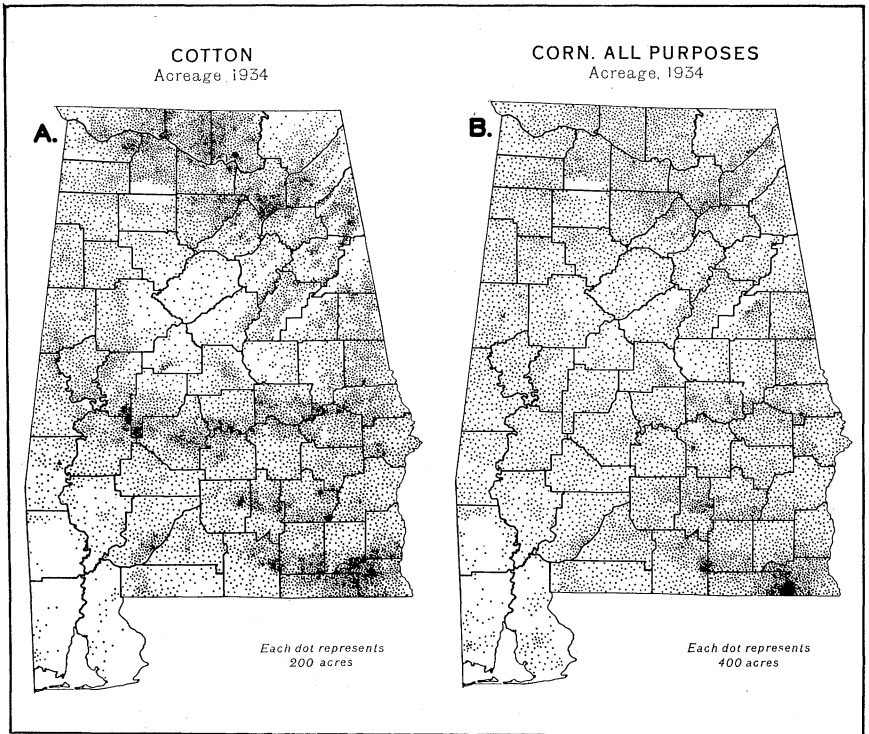 COTTON
Acreage, 1934
CORN. ALL PURPOSES
Acreage, 1934
A.
B.
Each dot represents
200 acres
Each dot represents
400 acres